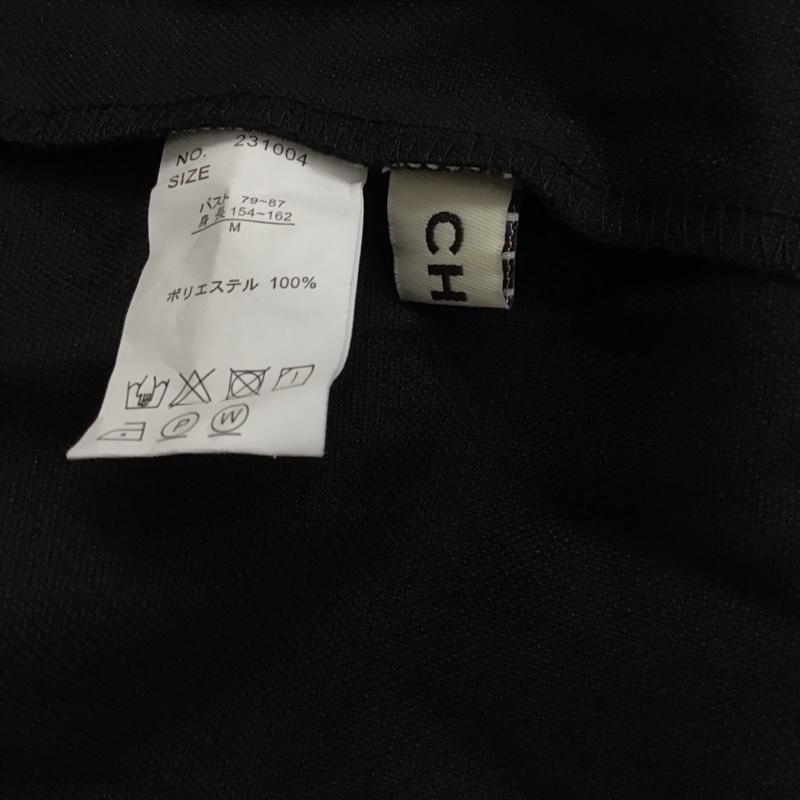 NO. 231004
SIZE
バスト 79~87
身長 154~162
M
ポリエステル 100%
P W
CH